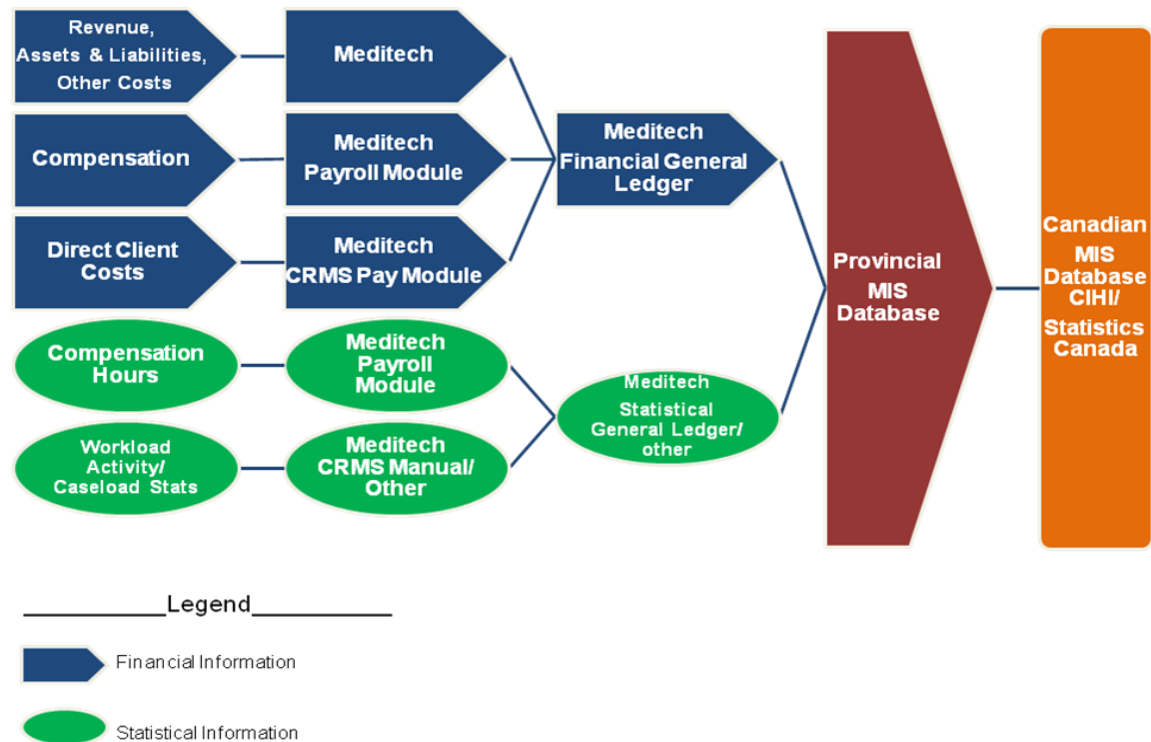 Revenue,
Assets & Liabilities,
Other Costs
Meditech
Compensation
Meditech
Payroll Module
Direct Client
Costs
Meditech
CRMS Pay Module
Meditech
Financial General
Ledger
Compensation
Hours
Meditech
Payroll
Module
Workload
Activity/
Caseload Stats
Meditech
CRMS Manual/
Other
Meditech
Statistical
General Ledger/
other
Provincial
MIS
Database
Canadian
MIS
Database
CIHI/
Statistics
Canada
___________Legend___________
Financial Information
Statistical Information